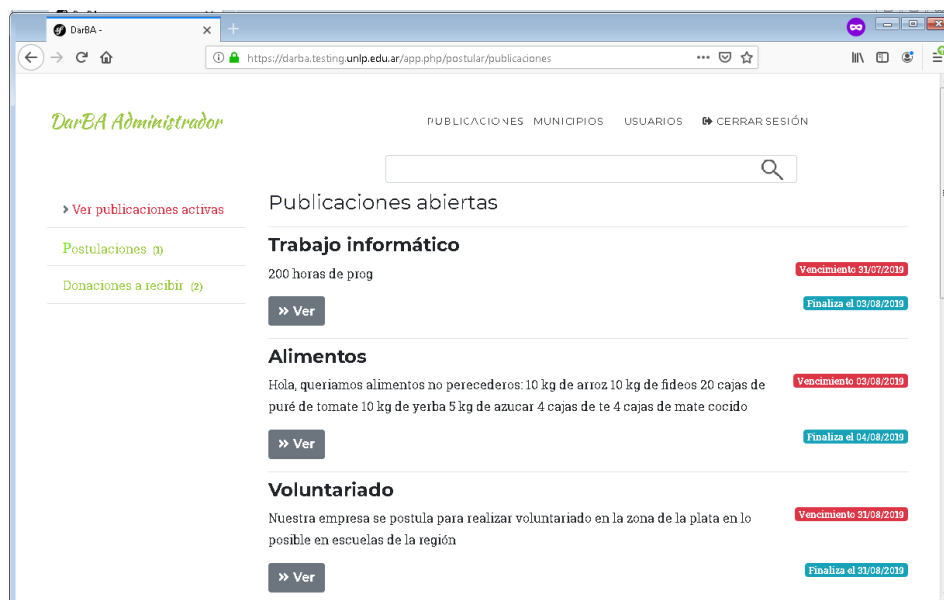 DarBA -
https://darba.testing.unlp.edu.ar/app.php/postular/publicaciones
DarBA Administrador
PUBLICACIONES MUNICIPIOS USUARIOS CERRAR SESIÓN
Ver publicaciones activas
Postulaciones (1)
Donaciones a recibir (2)
Publicaciones abiertas
Trabajo informático
200 horas de prog
Vencimiento 31/07/2019
Ver
Finaliza el 03/08/2019
Alimentos
Hola, queriamos alimentos no perecederos: 10 kg de arroz 10 kg de fideos 20 cajas de
puré de tomate 10 kg de yerba 5 kg de azucar 4 cajas de te 4 cajas de mate cocido
Vencimiento 03/08/2019
Ver
Finaliza el 04/08/2019
Voluntariado
Nuestra empresa se postula para realizar voluntariado en la zona de la plata en lo
posible en escuelas de la región
Vencimiento 31/08/2019
Ver
Finaliza el 31/08/2019